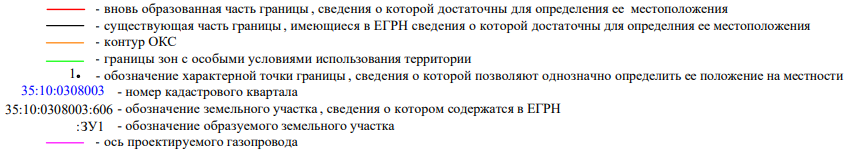 - вновь образованная часть границы, сведения о которой достаточны для определения ее местоположения
- существующая часть границы, имеющиеся в ЕГРН сведения о которой достаточны для определния ее местоположения
- контур ОКС
- границы зон с особыми условиями использования территории
1. - обозначение характерной точки границы, сведения о которой позволяют однозначно определить ее положение на местности
35:10:0308003 - номер кадастрового квартала
35:10:0308003:606 - обозначение земельного участка, сведения о котором содержатся в ЕГРН
:ЗУ1 - обозначение образуемого земельного участка
- ось проектируемого газопровода